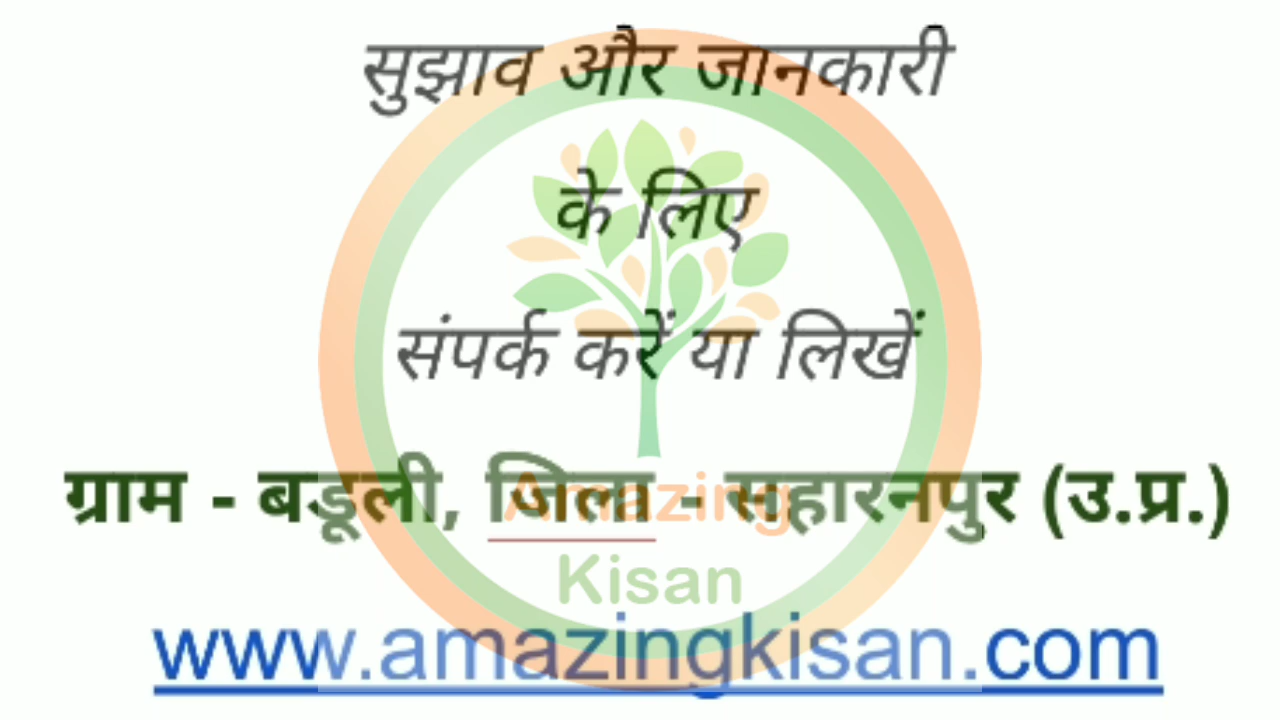 सुझाव और जानकारी
के लिए
संपर्क करें या लिखें
ग्राम - बडूली, जिला - सहारनपुर (उ.प्र.)
Amazing
Kisan
www.amazingkisan.com